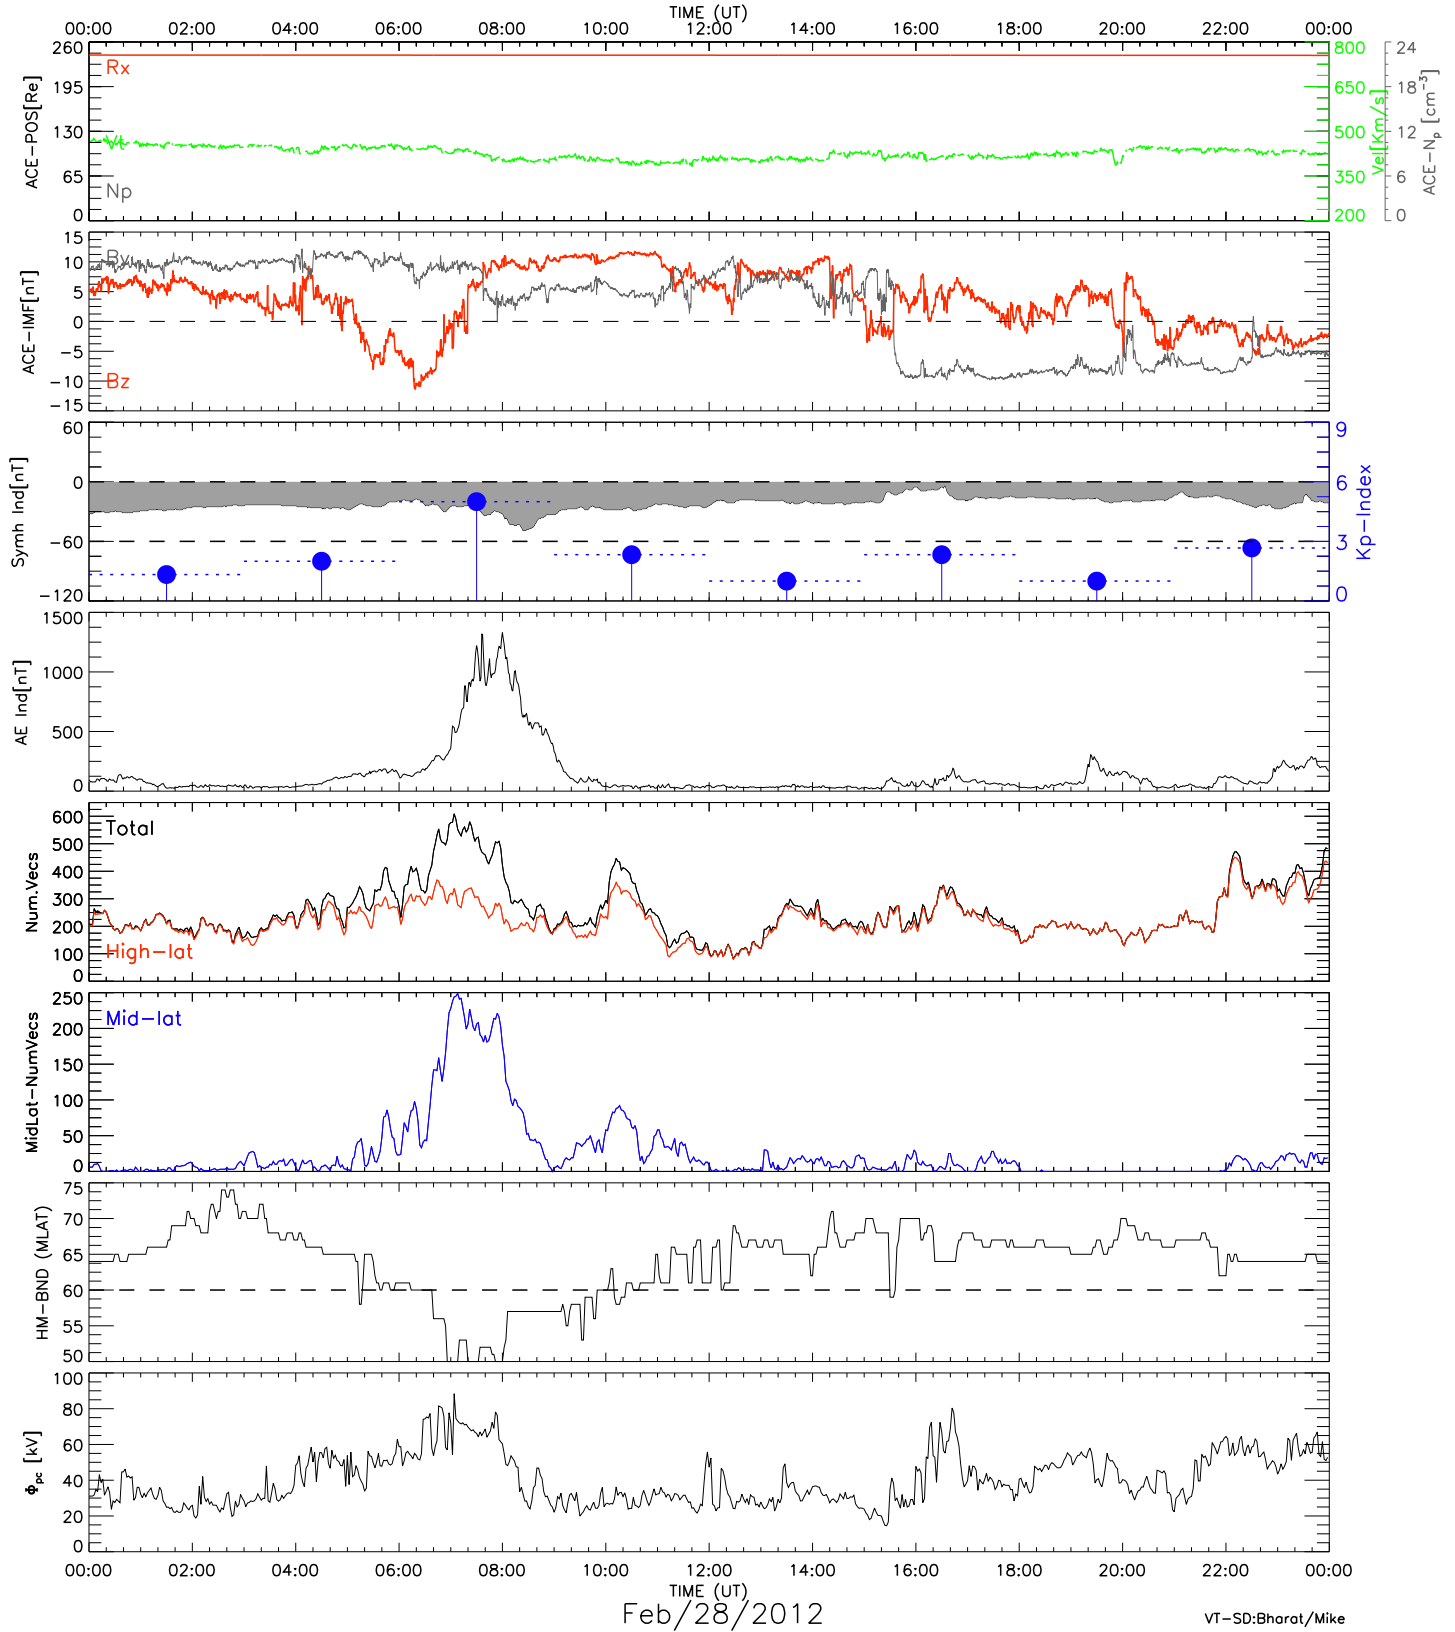 TIME (UT)
00:00 02:00 04:00 06:00 08:00 10:00 12:00 14:00 16:00 18:00 20:00 22:00 00:00
ACE-POS[Re]
260
195
130
65
0
Rx
Np
800
650
500
350
200
Vel[Km/s]
24
18
12
6
0
ACE-Np [cm-3]
ACE-IMF[nT]
15
10
5
0
-5
-10
-15
By
Bz
Symh Ind[nT]
60
0
-60
-120
9
6
3
0
Kp-Index
AE Ind[nT]
1500
1000
500
0
Num.Vecs
600
500
400
300
200
100
0
Total
High-lat
MidLat-NumVecs
250
200
150
100
50
0
Mid-lat
HM-BND (MLAT)
75
70
65
60
55
50
Φpc [kV]
100
80
60
40
20
0
00:00 02:00 04:00 06:00 08:00 10:00 12:00 14:00 16:00 18:00 20:00 22:00 00:00
TIME (UT)
Feb/28/2012
VT-SD:Bharat/Mike